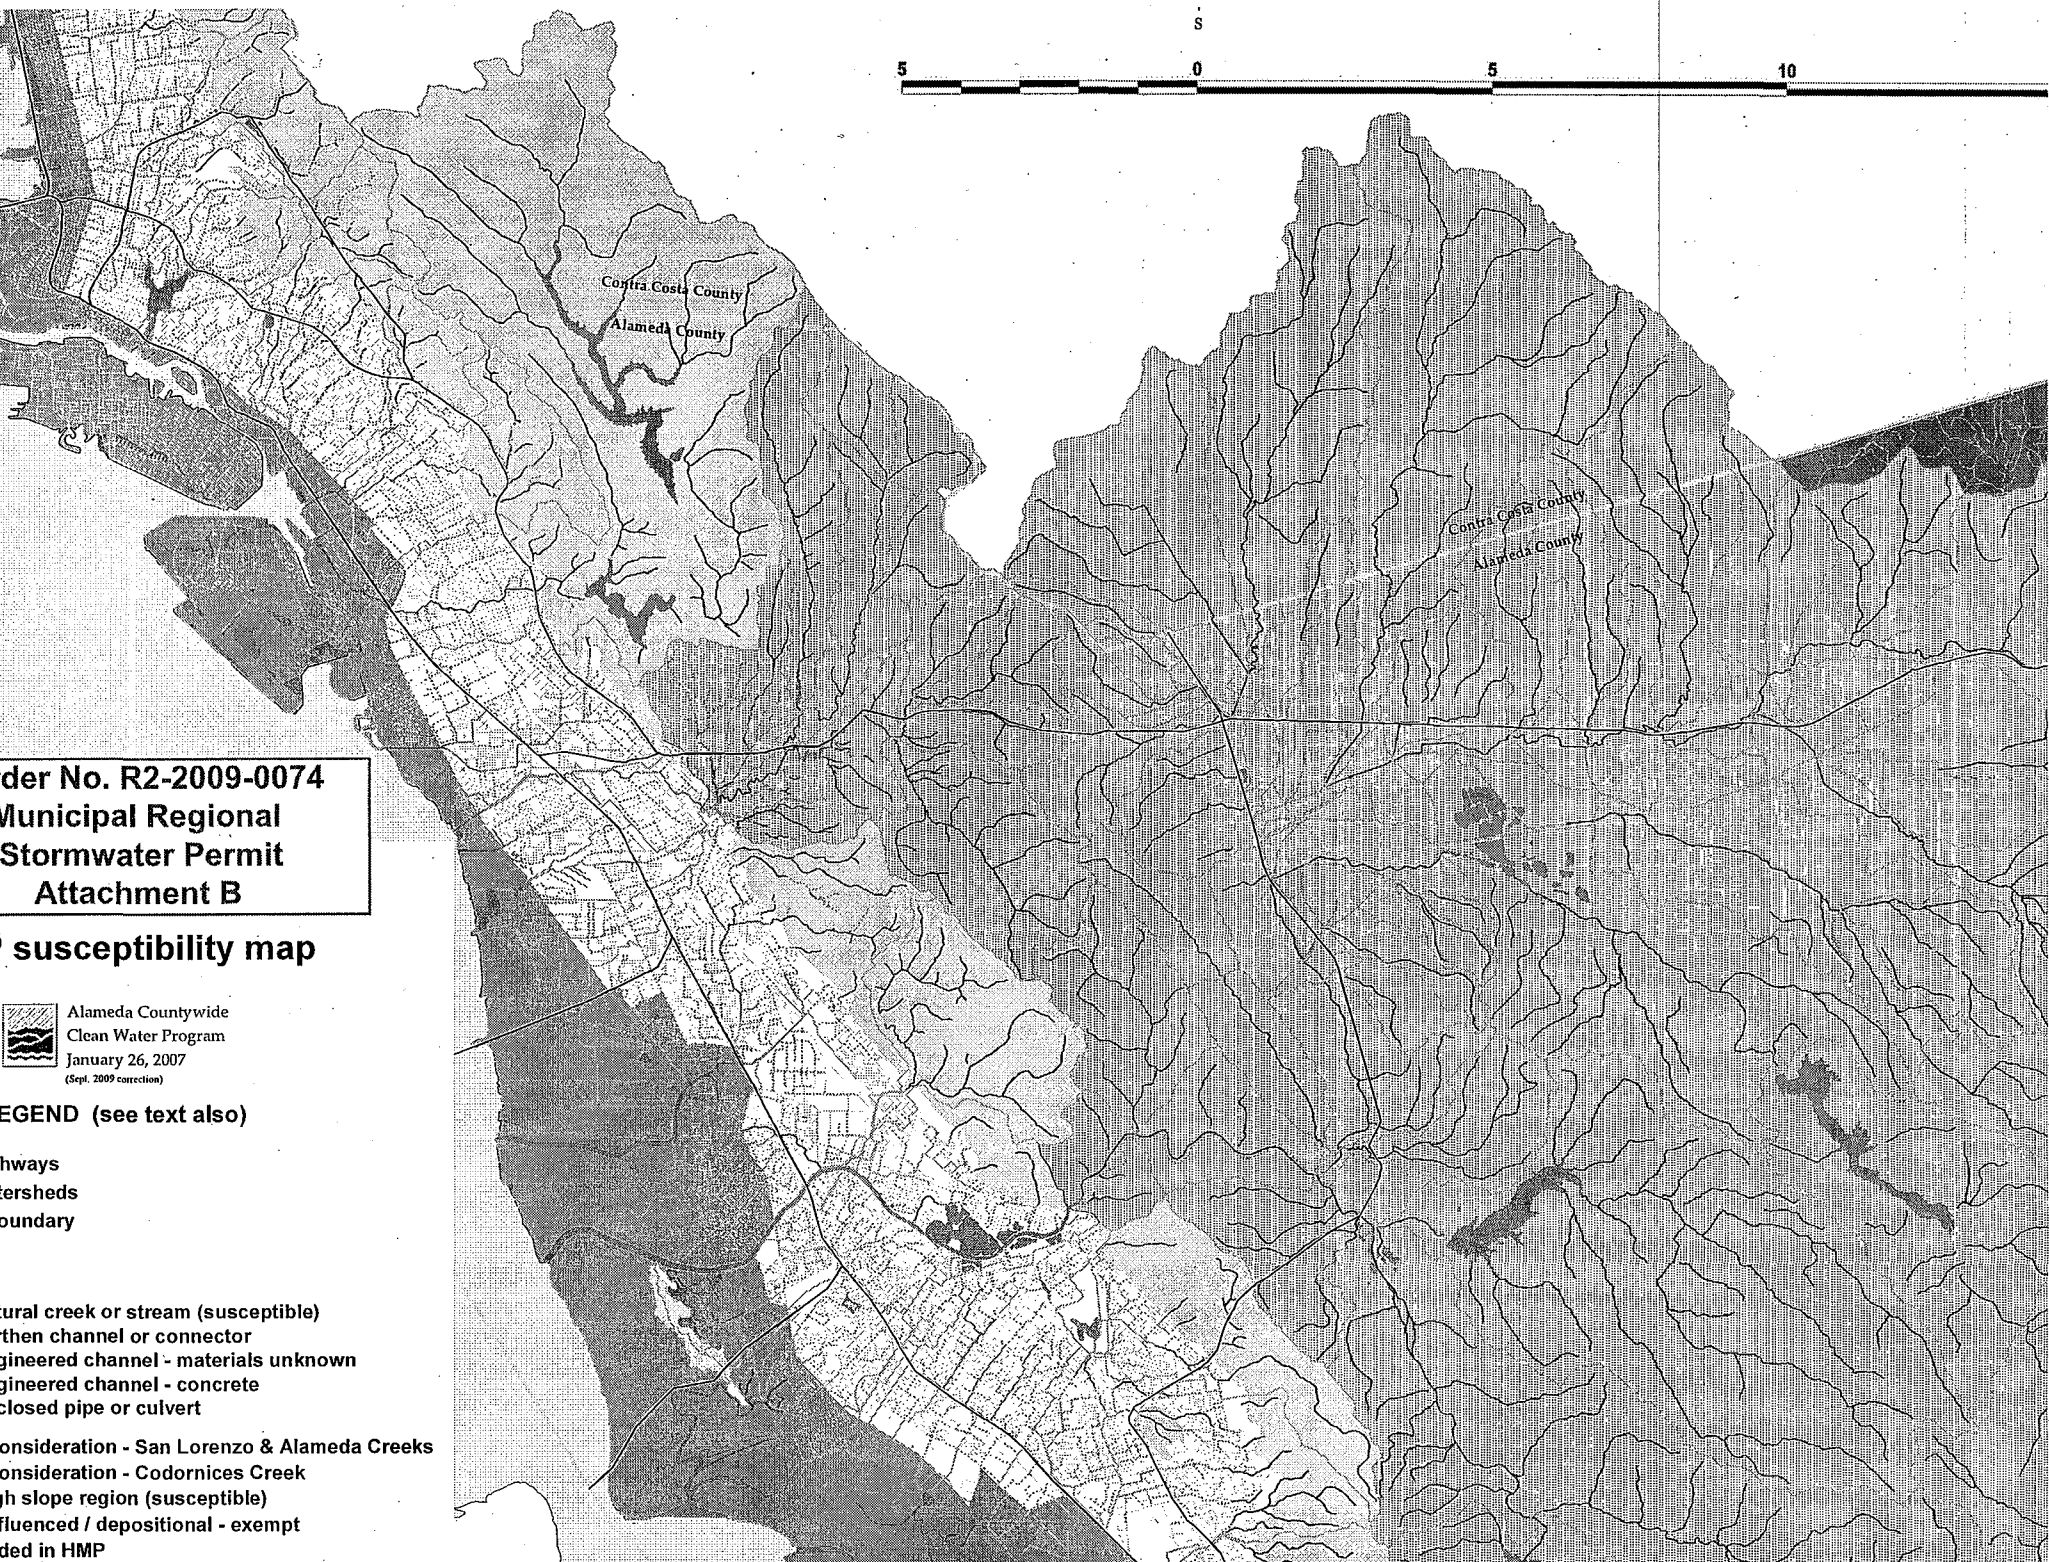 S
5 0 5 10
Contra Costa County
Alameda County
Contra Costa County
Alameda County
der No. R2-2009-0074
Municipal Regional
Stormwater Permit
Attachment B
susceptibility map
Alameda Countywide
Clean Water Program
January 26, 2007
(Sept. 2009 correction)
EGEND (see text also)
hways
tersheds
oundary
tural creek or stream (susceptible)
rthen channel or connector
gineered channel - materials unknown
gineered channel - concrete
closed pipe or culvert
onsideration - San Lorenzo & Alameda Creeks
onsideration - Codornices Creek
gh slope region (susceptible)
fluenced / depositional - exempt
ded in HMP